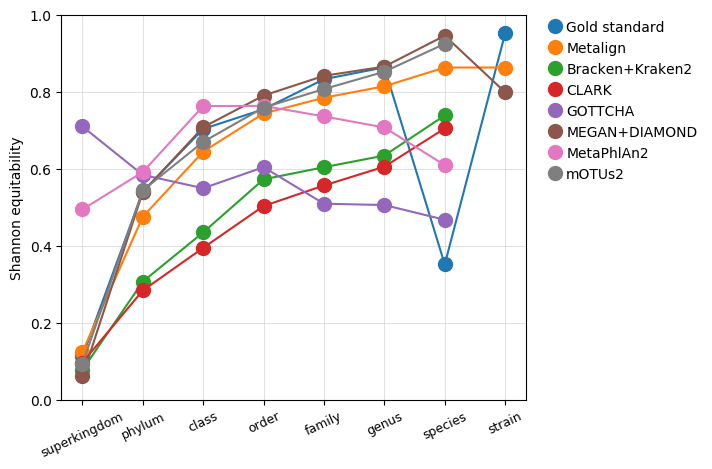 1.0
0.8
0.6
0.4
0.2
0.0
Shannon equitability
superkingdom
phylum
class
order
family
genus
species
strain
Gold standard
Metalign
Bracken+Kraken2
CLARK
GOTTCHA
MEGAN+DIAMOND
MetaPhlAn2
mOTUs2